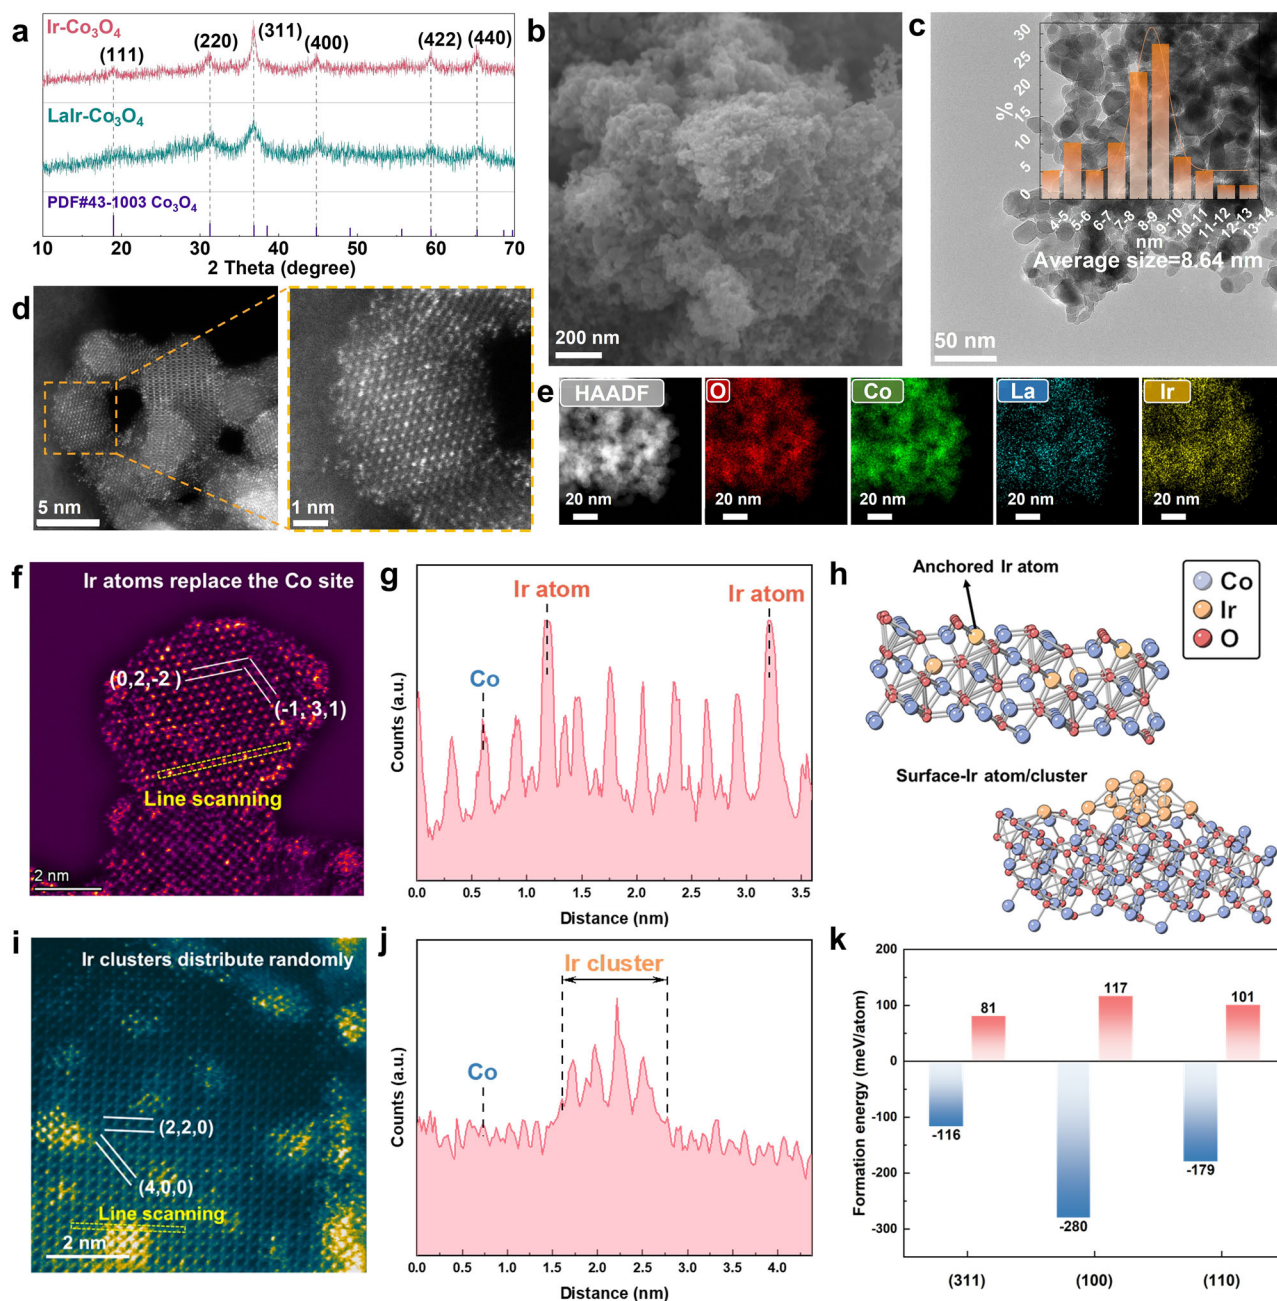 a
Ir-Co₃O₄
(111)
(220)
(311)
(400)
(422)
(440)
LaIr-Co₃O₄
PDF#43-1003 Co₃O₄
10 20 30 40 50 60 70
2 Theta (degree)
b
200 nm
c
30
25
20
15
10
5
0
%
4-5 5-6 6-7 7-8 8-9 9-10 10-11 11-12 12-13 13-14
nm
Average size=8.64 nm
50 nm
d
5 nm
1 nm
e
HAADF
O
Co
La
Ir
20 nm
20 nm
20 nm
20 nm
20 nm
f
Ir atoms replace the Co site
(0,2,-2 )
(-1, 3,1)
Line scanning
2 nm
g
Ir atom
Ir atom
Co
Counts (a.u.)
0.0 0.5 1.0 1.5 2.0 2.5 3.0 3.5
Distance (nm)
h
Anchored Ir atom
Co
Ir
O
Surface-Ir atom/cluster
i
Ir clusters distribute randomly
(2,2,0)
(4,0,0)
Line scanning
2 nm
j
Ir cluster
Co
Counts (a.u.)
0.0 0.5 1.0 1.5 2.0 2.5 3.0 3.5 4.0
Distance (nm)
k
200
100
0
-100
-200
-300
Formation energy (meV/atom)
81
117
101
-116
-280
-179
(311)
(100)
(110)